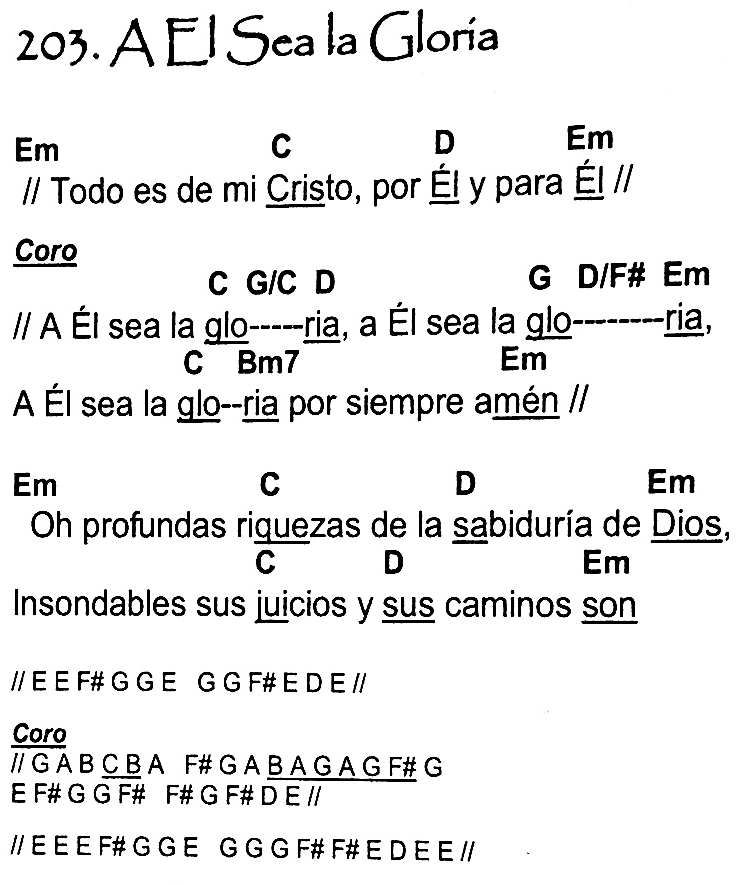 203. A El Sea la Gloria
Em C D Em
// Todo es de mi Cristo, por Él y para Él //
Coro
C G/C D G D/F# Em
// A Él sea la glo-----ria, a Él sea la glo--------ria,
C Bm7 Em
A Él sea la glo--ria por siempre amén //
Em C D Em
Oh profundas riquezas de la sabiduría de Dios,
C D Em
Insondables sus juicios y sus caminos son
// E E F# G G E G G F# E D E //
Coro
// G A B C B A F# G A B A G A G F# G
E F# G G F# F# G F# D E //
// E E E F# G G E G G G F# F# E D E E //